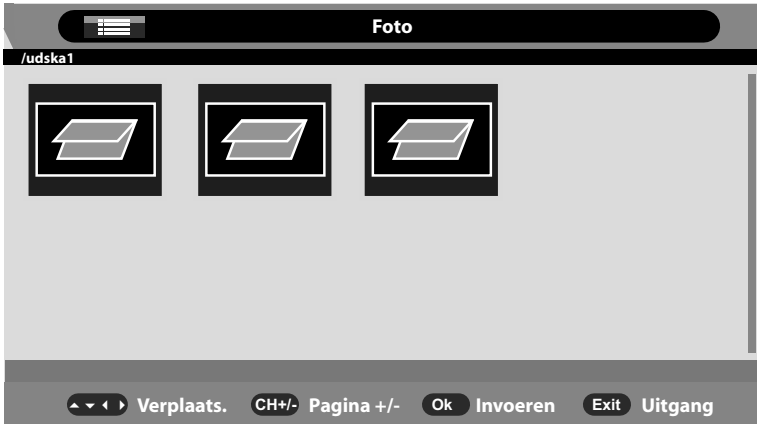 Foto
/udska1
Verplaats. CH+/- Pagina +/- Ok Invoeren Exit Uitgang